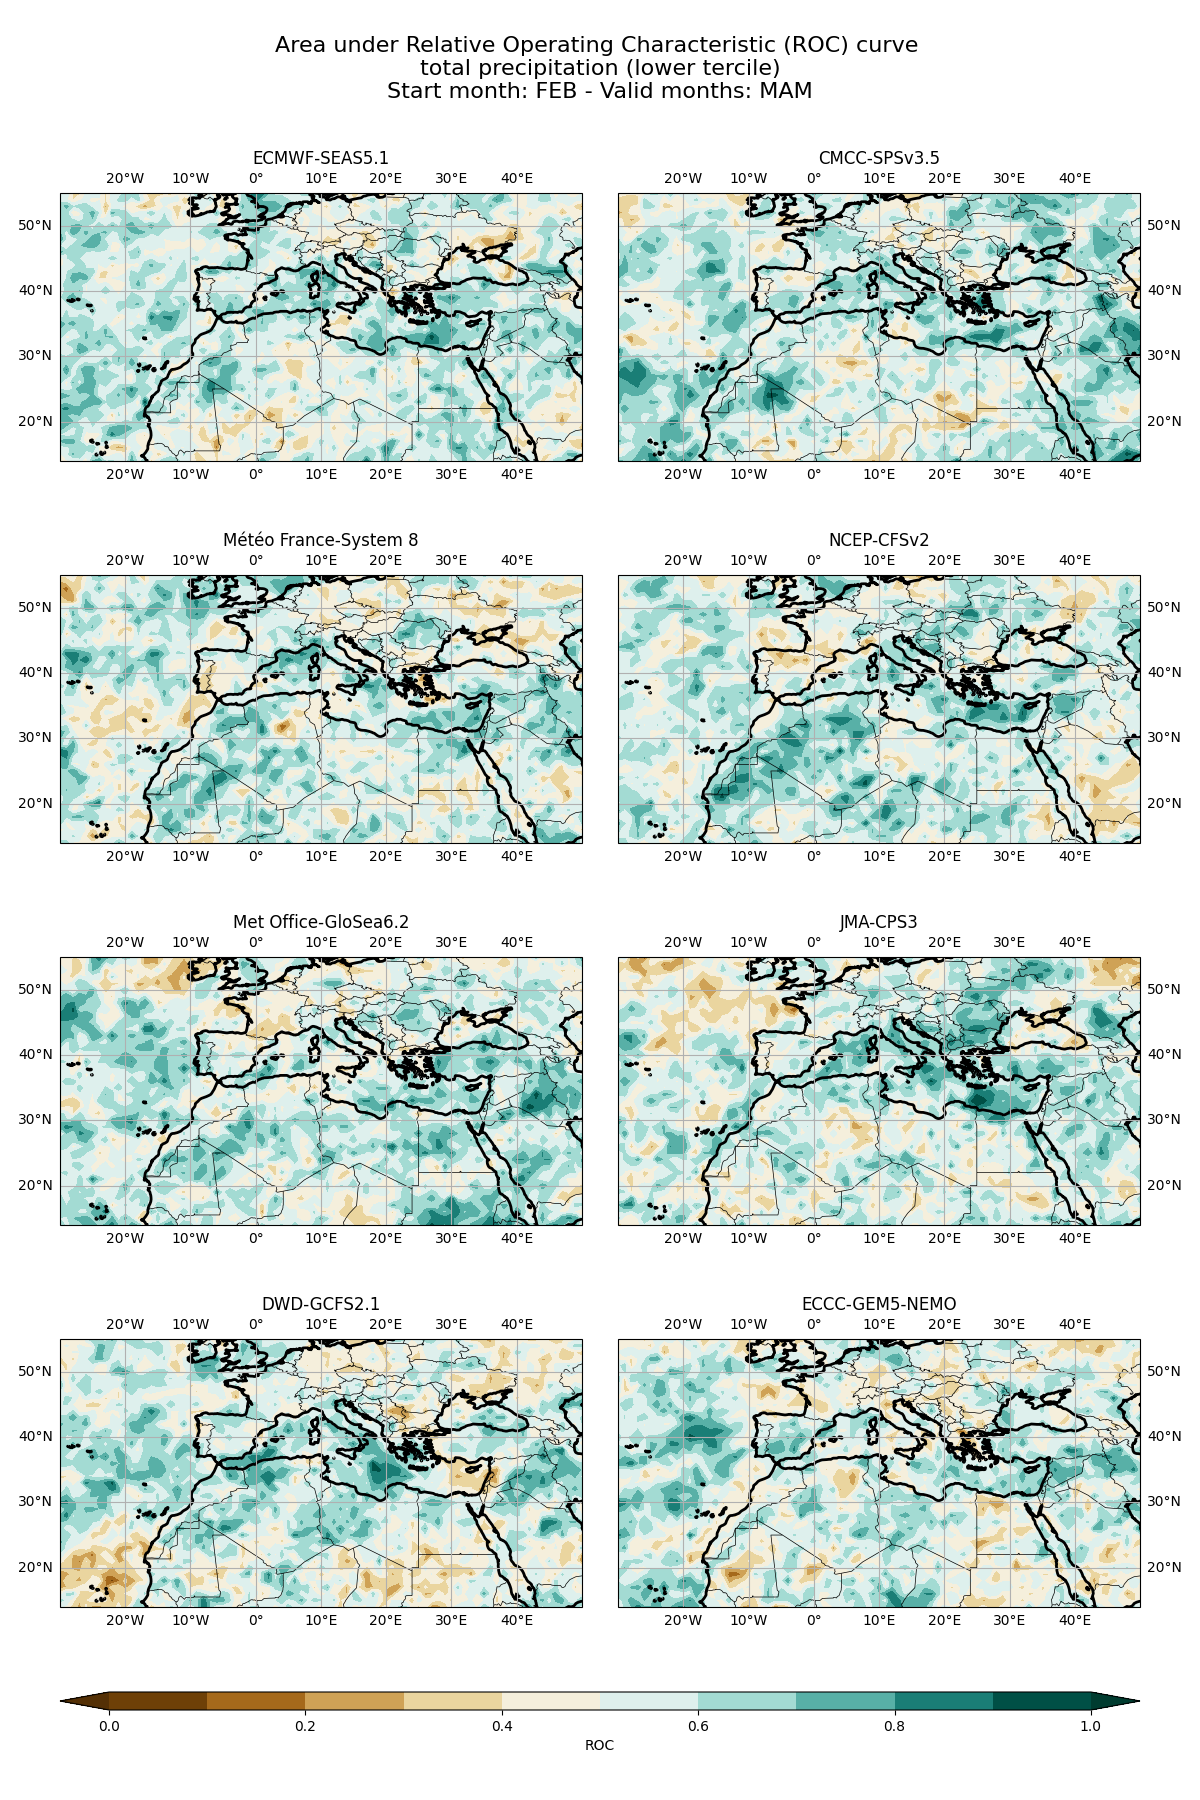 Area under Relative Operating Characteristic (ROC) curve
total precipitation (lower tercile)
Start month: FEB - Valid months: MAM
ECMWF-SEAS5.1
20°W 10°W 0° 10°E 20°E 30°E 40°E
50°N
40°N
30°N
20°N
20°W 10°W 0° 10°E 20°E 30°E 40°E
CMCC-SPSv3.5
20°W 10°W 0° 10°E 20°E 30°E 40°E
50°N
40°N
30°N
20°N
20°W 10°W 0° 10°E 20°E 30°E 40°E
Météo France-System 8
20°W 10°W 0° 10°E 20°E 30°E 40°E
50°N
40°N
30°N
20°N
20°W 10°W 0° 10°E 20°E 30°E 40°E
NCEP-CFSv2
20°W 10°W 0° 10°E 20°E 30°E 40°E
50°N
40°N
30°N
20°N
20°W 10°W 0° 10°E 20°E 30°E 40°E
Met Office-GloSea6.2
20°W 10°W 0° 10°E 20°E 30°E 40°E
50°N
40°N
30°N
20°N
20°W 10°W 0° 10°E 20°E 30°E 40°E
JMA-CPS3
20°W 10°W 0° 10°E 20°E 30°E 40°E
50°N
40°N
30°N
20°N
20°W 10°W 0° 10°E 20°E 30°E 40°E
DWD-GCFS2.1
20°W 10°W 0° 10°E 20°E 30°E 40°E
50°N
40°N
30°N
20°N
20°W 10°W 0° 10°E 20°E 30°E 40°E
ECCC-GEM5-NEMO
20°W 10°W 0° 10°E 20°E 30°E 40°E
50°N
40°N
30°N
20°N
20°W 10°W 0° 10°E 20°E 30°E 40°E
0.0 0.2 0.4 0.6 0.8 1.0
ROC